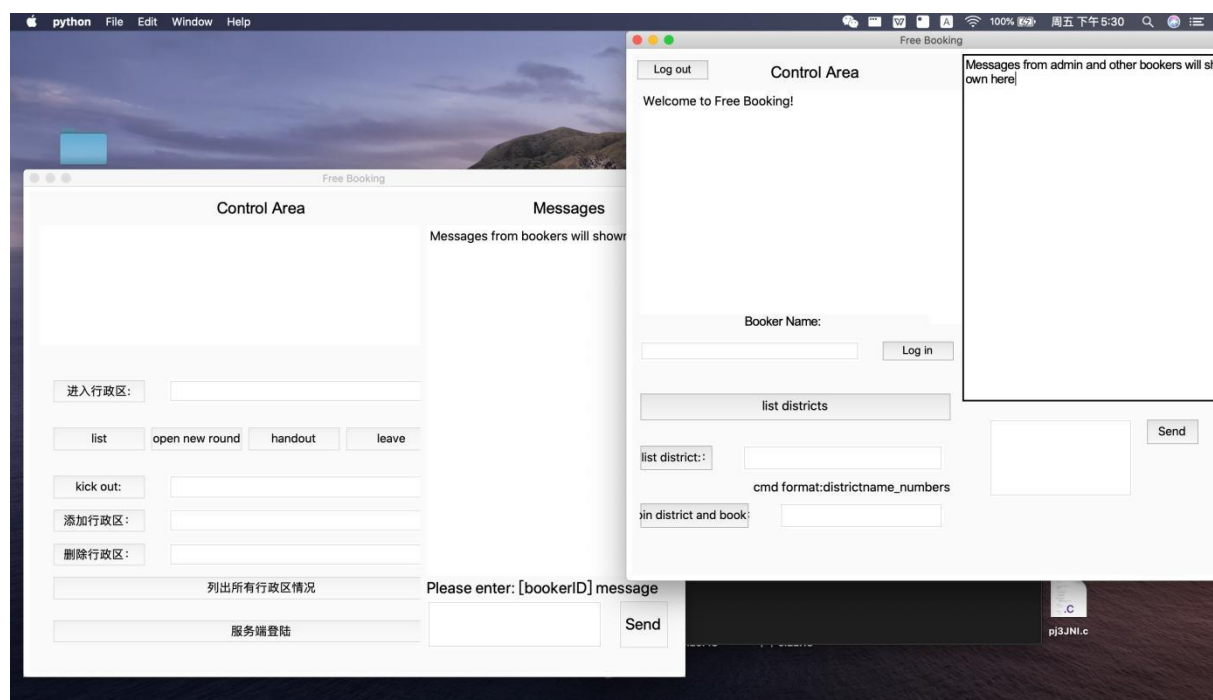 python File Edit Window Help
100% 周五 下午5:30
Free Booking
Control Area
Messages
Messages from bookers will shown
进入行政区:
list open new round handout leave
kick out:
添加行政区:
删除行政区:
列出所有行政区情况
服务端登陆
Please enter: [bookerID] message
Send
Free Booking
Log out
Control Area
Welcome to Free Booking!
Booker Name:
Log in
list districts
list district::
cmd format:districtname_numbers
district and book:
Messages from admin and other bookers will
own here
Send
.C
pj3JNI.c